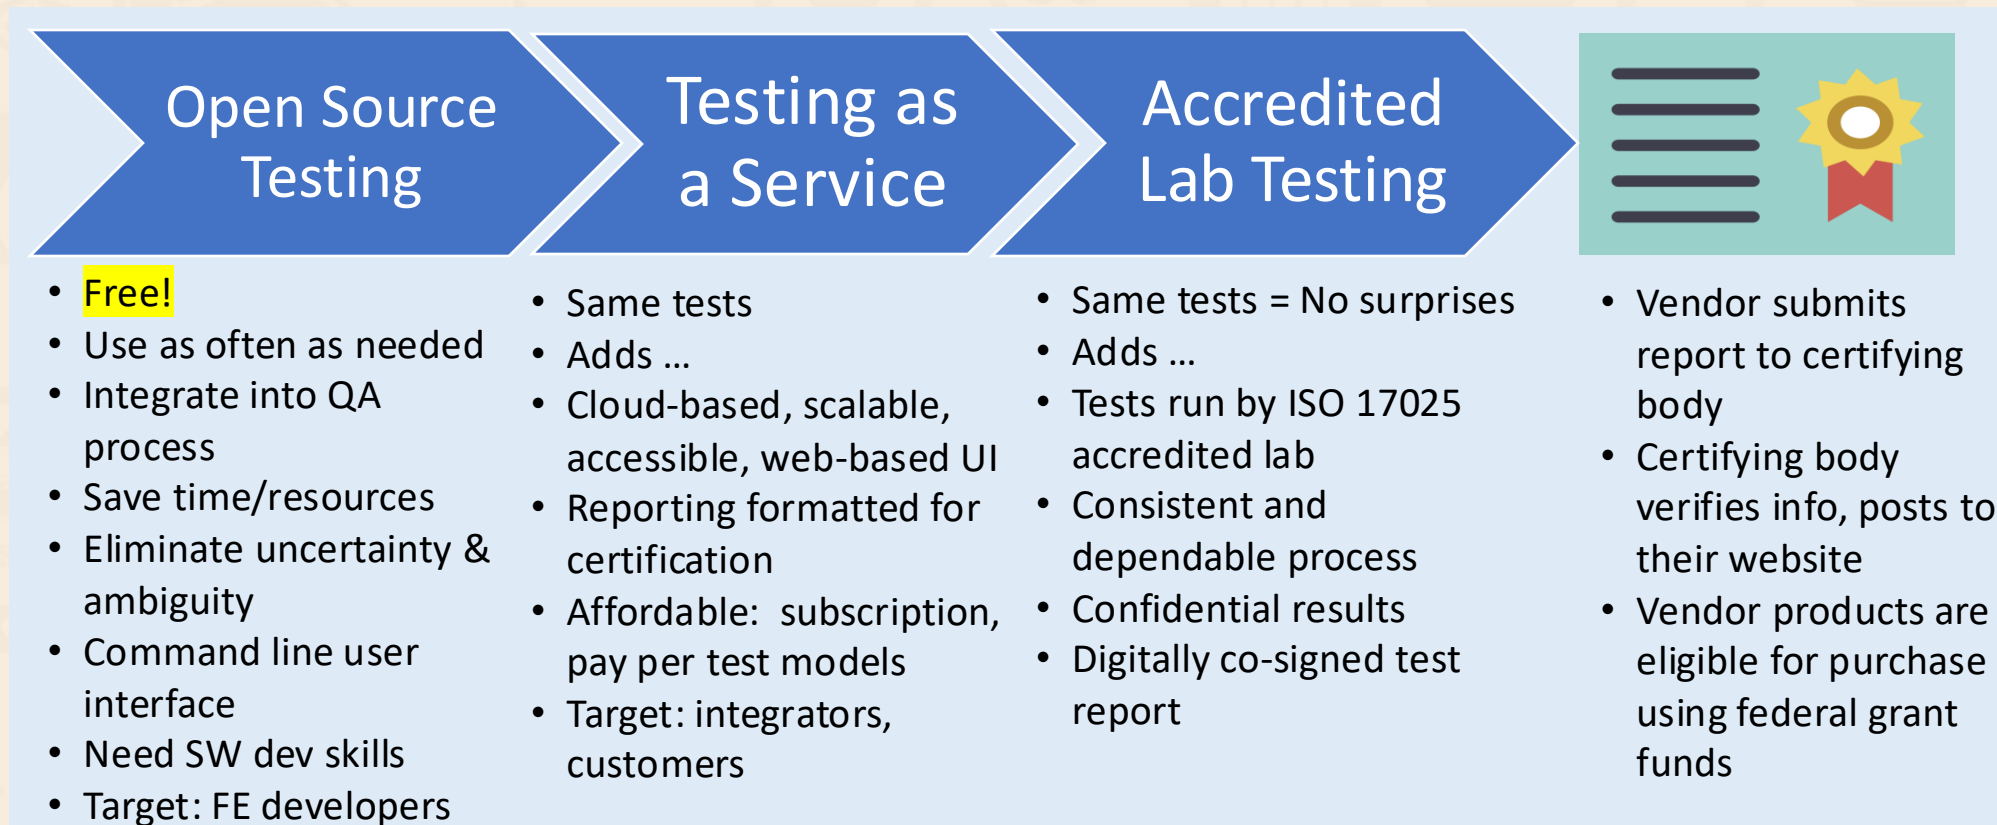 Open Source
Testing
• Free!
• Use as often as needed
• Integrate into QA
process
• Save time/resources
• Eliminate uncertainty &
ambiguity
• Command line user
interface
• Need SW dev skills
• Target: FE developers
Testing as
a Service
• Same tests
• Adds …
• Cloud-based, scalable,
accessible, web-based UI
• Reporting formatted for
certification
• Affordable:  subscription,
pay per test models
• Target: integrators,
customers
Accredited
Lab Testing
• Same tests = No surprises
• Adds …
• Tests run by ISO 17025
accredited lab
• Consistent and
dependable process
• Confidential results
• Digitally co-signed test
report
• Vendor submits
report to certifying
body
• Certifying body
verifies info, posts to
their website
• Vendor products are
eligible for purchase
using federal grant
funds